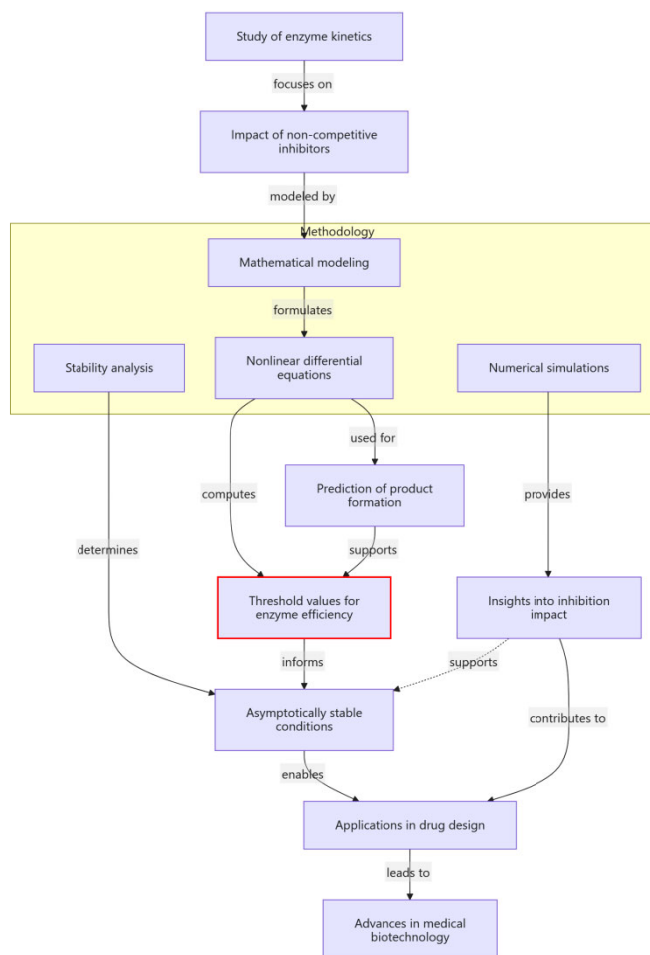 Study of enzyme kinetics
focuses on
Impact of non-competitive
inhibitors
modeled by
Methodology
Mathematical modeling
formulates
Stability analysis
Nonlinear differential
equations
Numerical simulations
used for
computes
Prediction of product
formation
provides
determines
supports
Threshold values for
enzyme efficiency
Insights into inhibition
impact
informs
supports
Asymptotically stable
conditions
contributes to
enables
Applications in drug design
leads to
Advances in medical
biotechnology